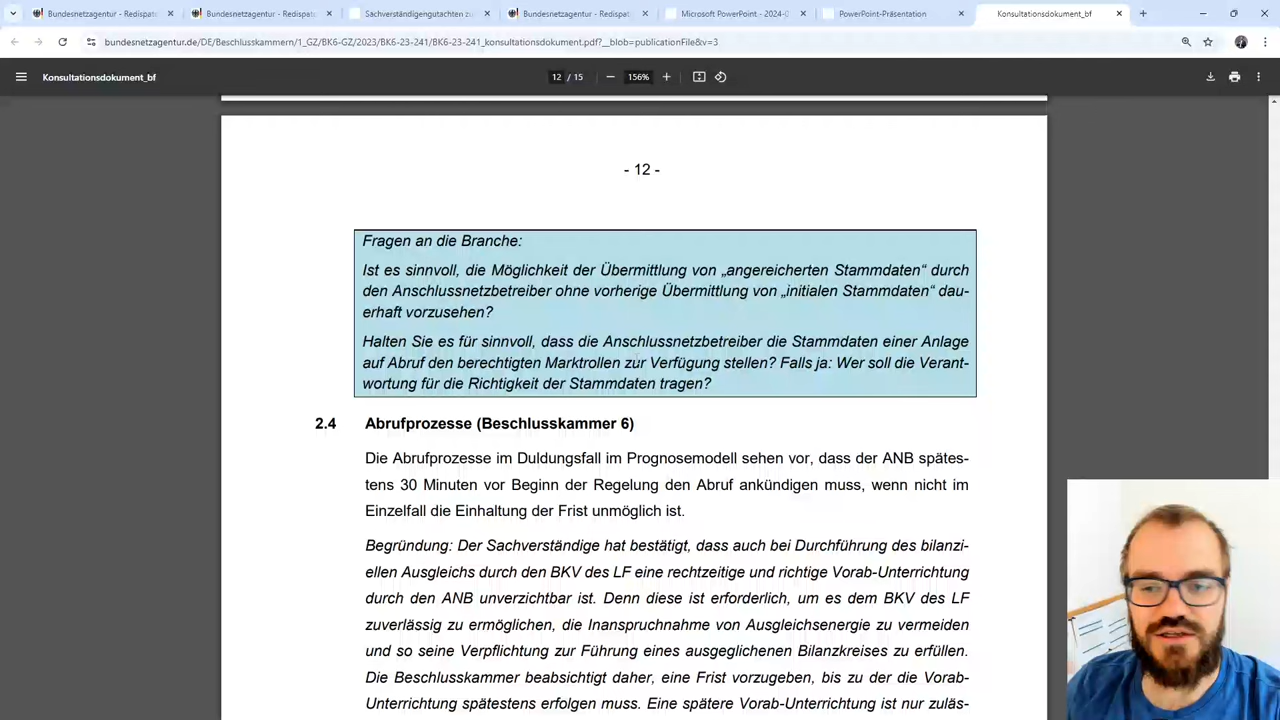 Bundesnetzagentur - Redispat
Bundesnetzagentur - Redispat
Sachverständigengutachten zu
Bundesnetzagentur - Redispat
Microsoft PowerPoint - 2024-0
PowerPoint-Präsentation
Konsultationsdokument_bf
bundesnetzagentur.de/DE/Beschlusskammern/1_GZ/BK6-GZ/2023/BK6-23-241/BK6-23-241_konsultationsdokument.pdf?__blob=publicationFile&v=3
Konsultationsdokument_bf
12 / 15
156%
- 12 -
Fragen an die Branche:
Ist es sinnvoll, die Möglichkeit der Übermittlung von „angereicherten Stammdaten“ durch
den Anschlussnetzbetreiber ohne vorherige Übermittlung von „initialen Stammdaten“ dau-
erhaft vorzusehen?
Halten Sie es für sinnvoll, dass die Anschlussnetzbetreiber die Stammdaten einer Anlage
auf Abruf den berechtigten Marktrollen zur Verfügung stellen? Falls ja: Wer soll die Verant-
wortung für die Richtigkeit der Stammdaten tragen?
2.4 Abrufprozesse (Beschlusskammer 6)
Die Abrufprozesse im Duldungsfall im Prognosemodell sehen vor, dass der ANB spätes-
tens 30 Minuten vor Beginn der Regelung den Abruf ankündigen muss, wenn nicht im
Einzelfall die Einhaltung der Frist unmöglich ist.
Begründung: Der Sachverständige hat bestätigt, dass auch bei Durchführung des bilanzi-
ellen Ausgleichs durch den BKV des LF eine rechtzeitige und richtige Vorab-Unterrichtung
durch den ANB unverzichtbar ist. Denn diese ist erforderlich, um es dem BKV des LF
zuverlässig zu ermöglichen, die Inanspruchnahme von Ausgleichsenergie zu vermeiden
und so seine Verpflichtung zur Führung eines ausgeglichenen Bilanzkreises zu erfüllen.
Die Beschlusskammer beabsichtigt daher, eine Frist vorzugeben, bis zu der die Vorab-
Unterrichtung spätestens erfolgen muss. Eine spätere Vorab-Unterrichtung ist nur zuläs-